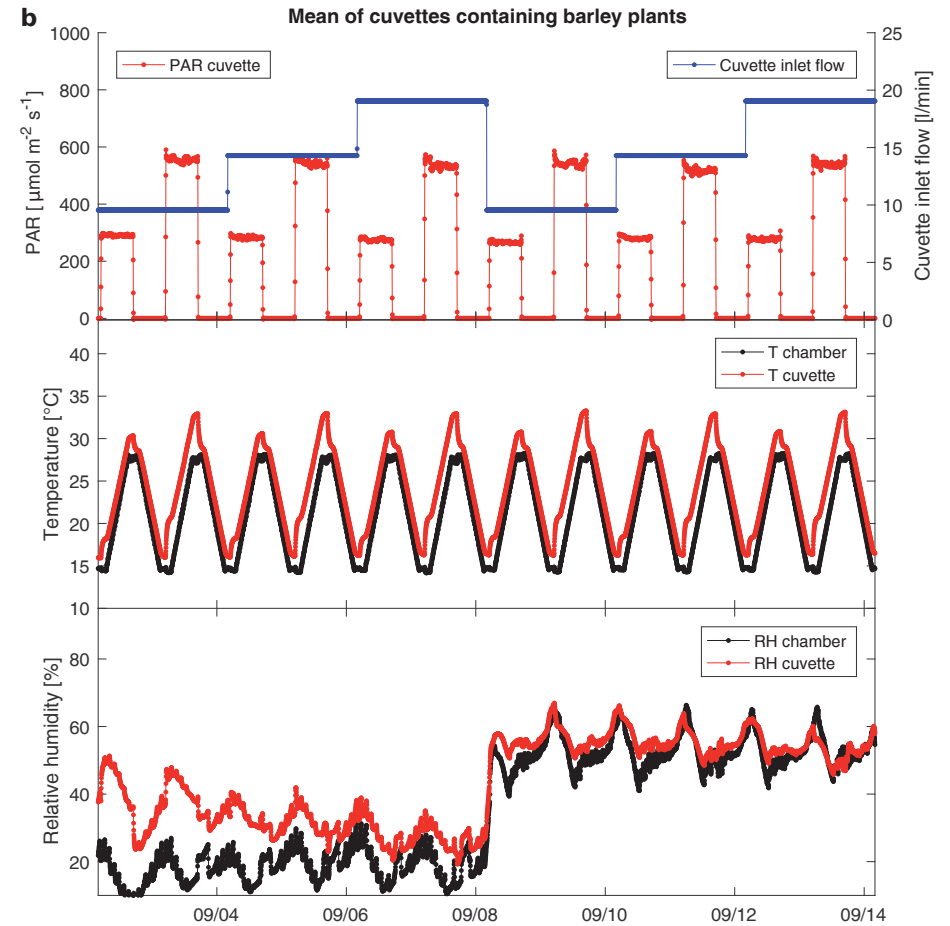 b
Mean of cuvettes containing barley plants
PAR cuvette
Cuvette inlet flow
PAR [ μmol m⁻² s⁻¹]
1000
800
600
400
200
0
Cuvette inlet flow [l/min]
25
20
15
10
5
0
T chamber
T cuvette
Temperature [°C]
40
35
30
25
20
15
10
RH chamber
RH cuvette
Relative humidity [%]
80
60
40
20
09/04 09/06 09/08 09/10 09/12 09/14